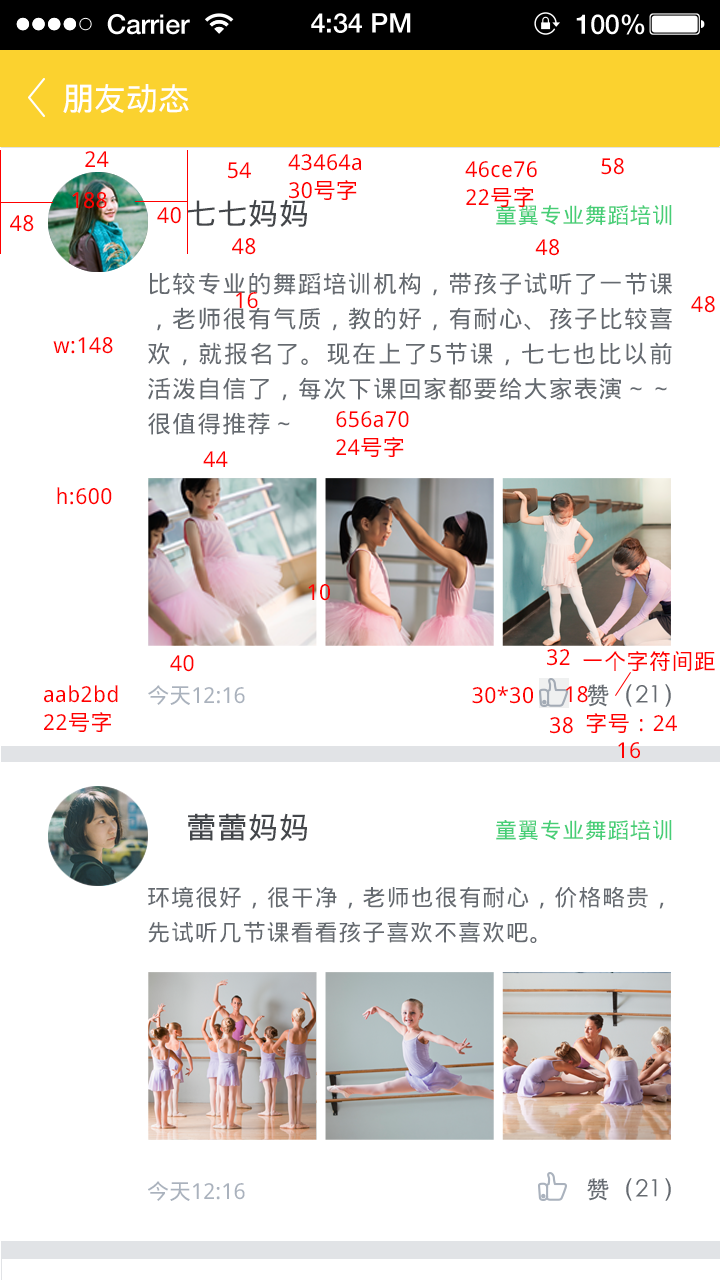 Carrier 4:34 PM 100%
朋友动态
24
54
43464a
30号字
46ce76
22号字
58
188
48
40
七七妈妈
童翼专业舞蹈培训
48
48
比较专业的舞蹈培训机构，带孩子试听了一节课
16
48
，老师很有气质，教的好，有耐心、孩子比较喜
w:148
欢，就报名了。现在上了5节课，七七也比以前
活泼自信了，每次下课回家都要给大家表演～～
很值得推荐～
656a70
24号字
44
h:600
10
40
32
一个字符间距
aab2bd
22号字
今天12:16
30*30
18
赞（21）
38
字号：24
16
蕾蕾妈妈
童翼专业舞蹈培训
环境很好，很干净，老师也很有耐心，价格略贵，
先试听几节课看看孩子喜欢不喜欢吧。
今天12:16
赞（21）